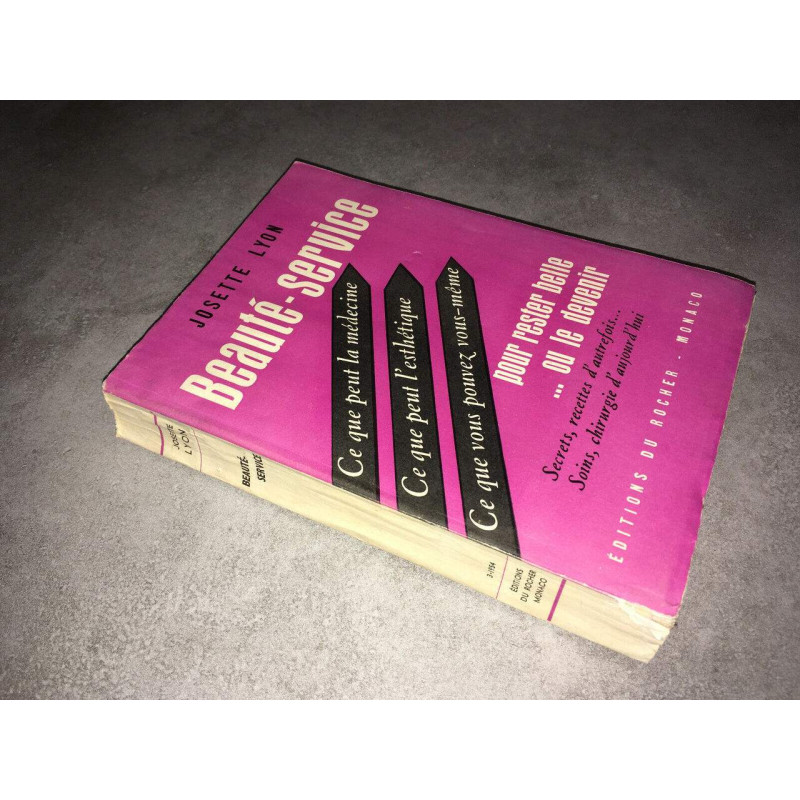 JOSETTE LYON
Beauté-service
Ce que peut la médecine
Ce que peut l'esthétique
Ce que vous pouvez vous-même
pour rester belle
... ou le devenir
Secrets, recettes d'autrefois...
Soins, chirurgie d'aujourd'hui
ÉDITIONS DU ROCHER - MONACO
JOSETTE
LYON
BEAUTÉ-
SERVICE
3-1954
ÉDITIONS
DU ROCHER
MONACO